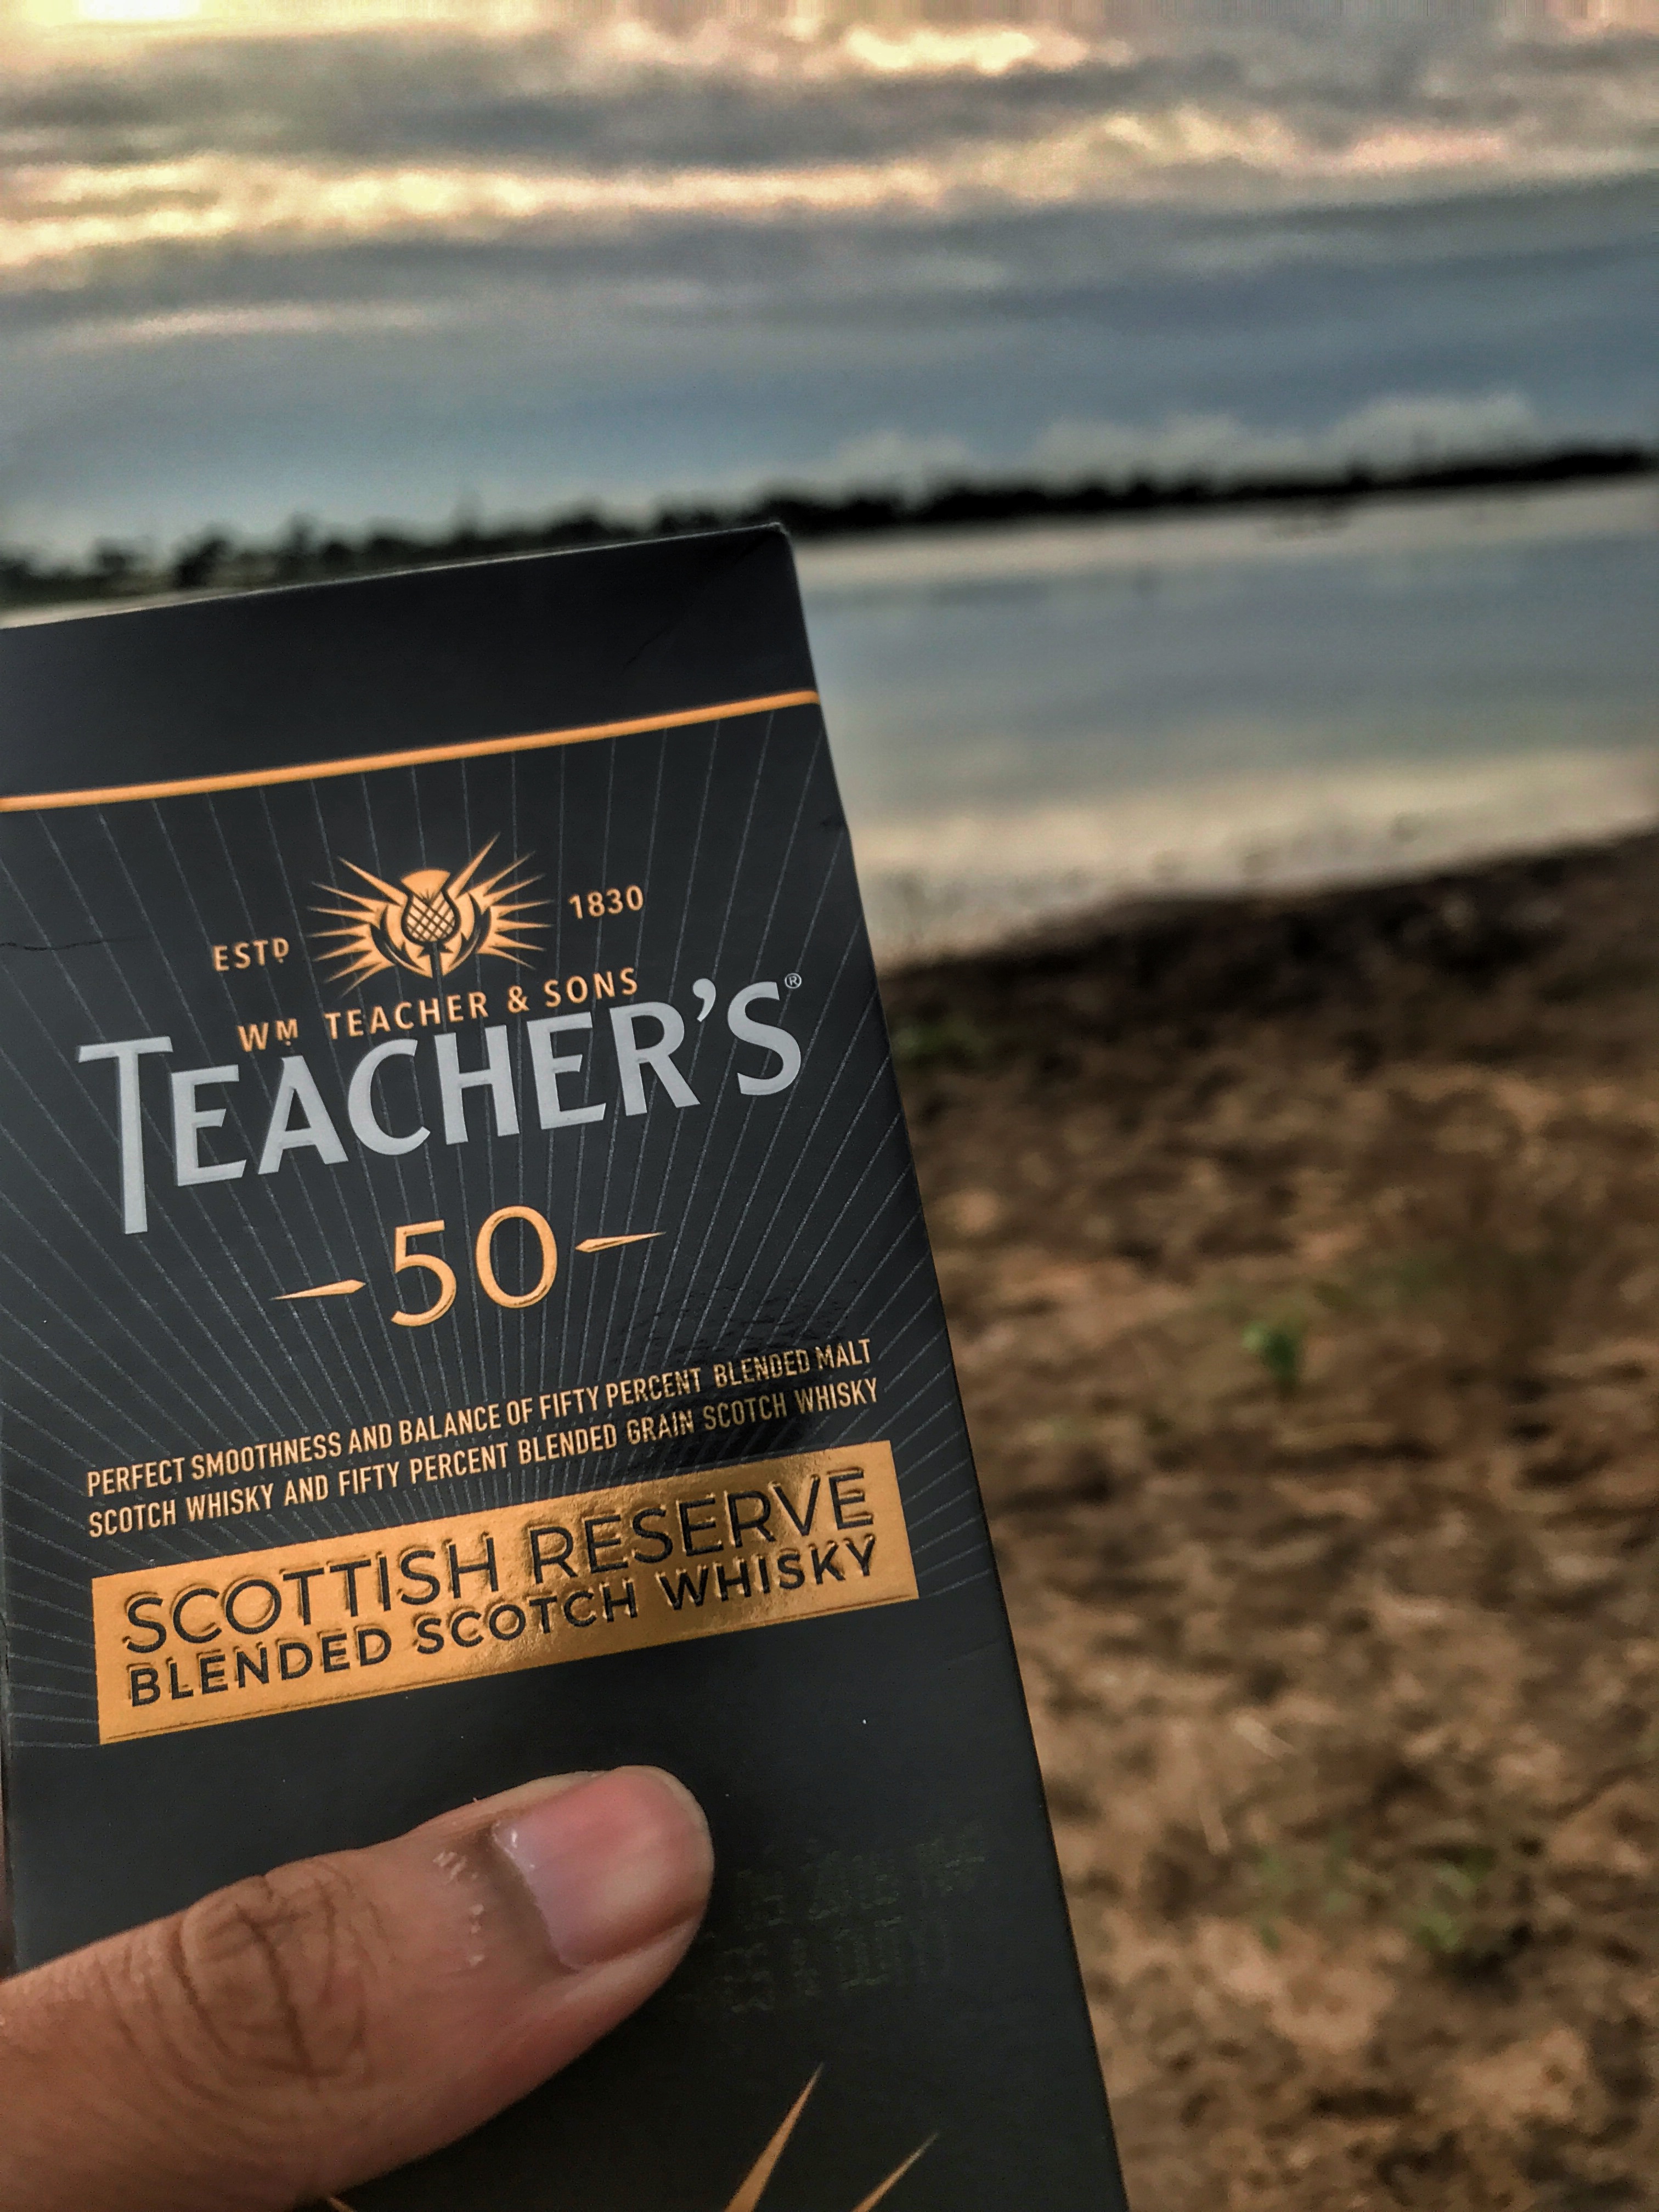 ESTD 1830
WM TEACHER & SONS
TEACHER'S®
50
PERFECT SMOOTHNESS AND BALANCE OF FIFTY PERCENT BLENDED MALT
SCOTCH WHISKY AND FIFTY PERCENT BLENDED GRAIN SCOTCH WHISKY
SCOTTISH RESERVE
BLENDED SCOTCH WHISKY